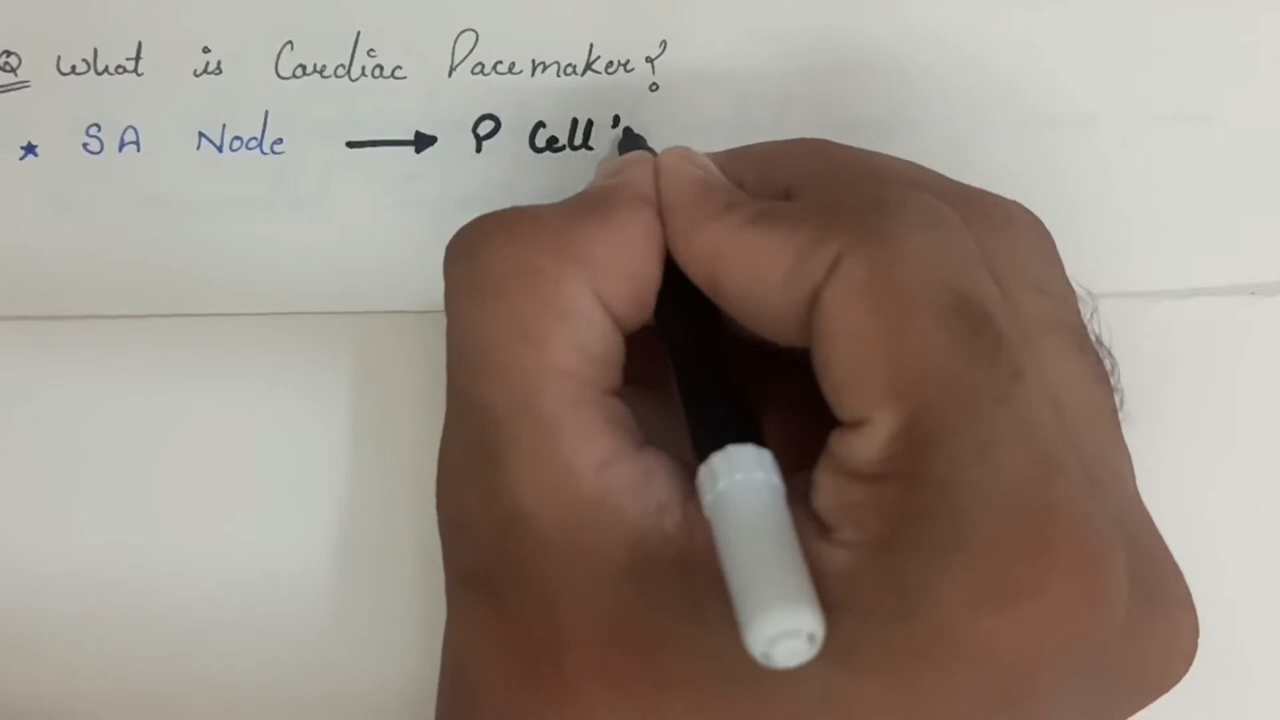 Q What is Cardiac Pacemaker?
★ SA Node → P Cell'